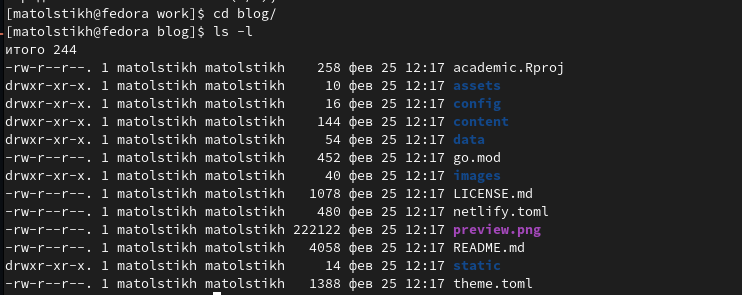 [matolstikh@fedora work]$ cd blog/
[matolstikh@fedora blog]$ ls -l
итого 244
-rw-r--r--. 1 matolstikh matolstikh    258 фев 25 12:17 academic.Rproj
drwxr-xr-x. 1 matolstikh matolstikh     10 фев 25 12:17 assets
drwxr-xr-x. 1 matolstikh matolstikh     16 фев 25 12:17 config
drwxr-xr-x. 1 matolstikh matolstikh    144 фев 25 12:17 content
drwxr-xr-x. 1 matolstikh matolstikh     54 фев 25 12:17 data
-rw-r--r--. 1 matolstikh matolstikh    452 фев 25 12:17 go.mod
drwxr-xr-x. 1 matolstikh matolstikh     40 фев 25 12:17 images
-rw-r--r--. 1 matolstikh matolstikh   1078 фев 25 12:17 LICENSE.md
-rw-r--r--. 1 matolstikh matolstikh    480 фев 25 12:17 netlify.toml
-rw-r--r--. 1 matolstikh matolstikh 222122 фев 25 12:17 preview.png
-rw-r--r--. 1 matolstikh matolstikh   4058 фев 25 12:17 README.md
drwxr-xr-x. 1 matolstikh matolstikh     14 фев 25 12:17 static
-rw-r--r--. 1 matolstikh matolstikh   1388 фев 25 12:17 theme.toml